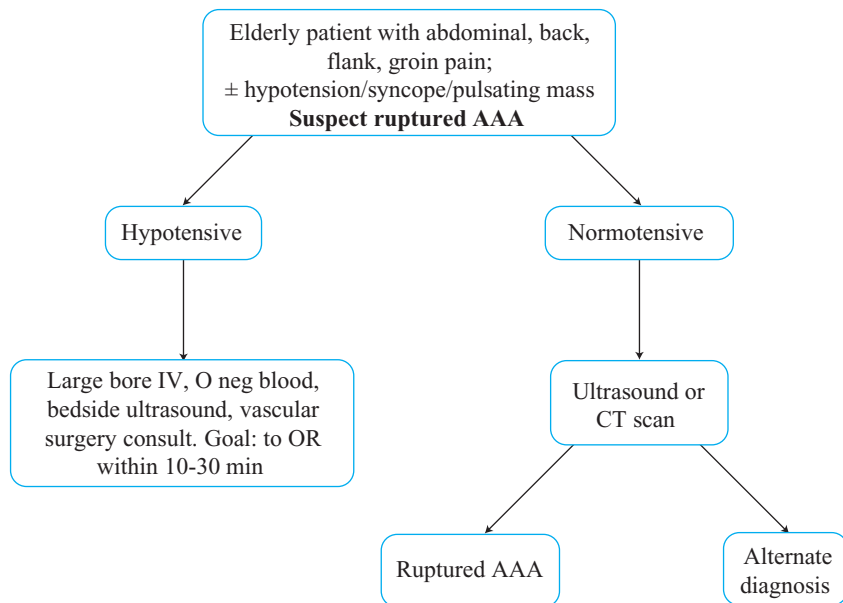 Elderly patient with abdominal, back,
flank, groin pain;
± hypotension/syncope/pulsating mass
Suspect ruptured AAA
Hypotensive
Normotensive
Large bore IV, O neg blood,
bedside ultrasound, vascular
surgery consult. Goal: to OR
within 10-30 min
Ultrasound or
CT scan
Ruptured AAA
Alternate
diagnosis